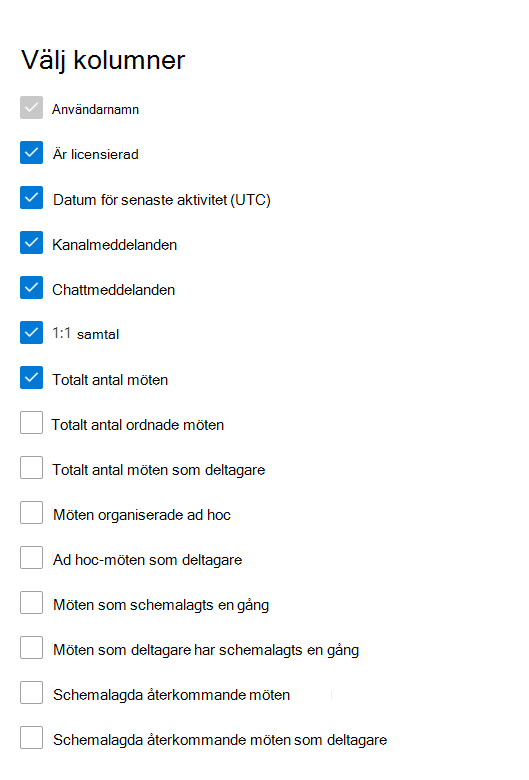 Välj kolumner
Användarnamn
Är licensierad
Datum för senaste aktivitet (UTC)
Kanalmeddelanden
Chattmeddelanden
1:1 samtal
Totalt antal möten
Totalt antal ordnade möten
Totalt antal möten som deltagare
Möten organiserade ad hoc
Ad hoc-möten som deltagare
Möten som schemalagts en gång
Möten som deltagare har schemalagts en gång
Schemalagda återkommande möten
Schemalagda återkommande möten som deltagare